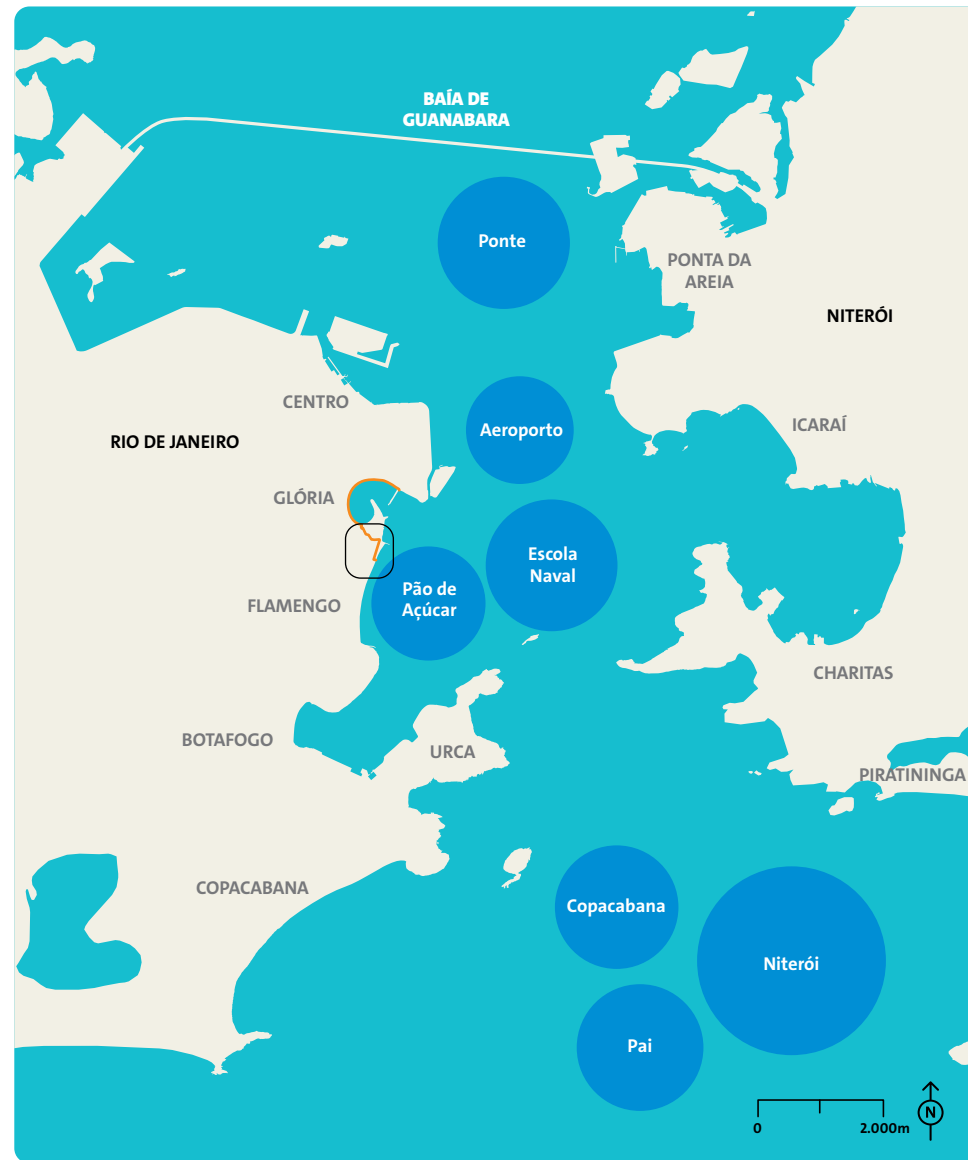 BAÍA DE
GUANABARA
Ponte
PONTA DA
AREIA
NITERÓI
CENTRO
Aeroporto
ICARAÍ
RIO DE JANEIRO
GLÓRIA
Escola
Naval
Pão de
Açúcar
FLAMENGO
CHARITAS
BOTAFOGO
URCA
PIRATININGA
COPACABANA
Copacabana
Niterói
Pai
0
2.000m
N